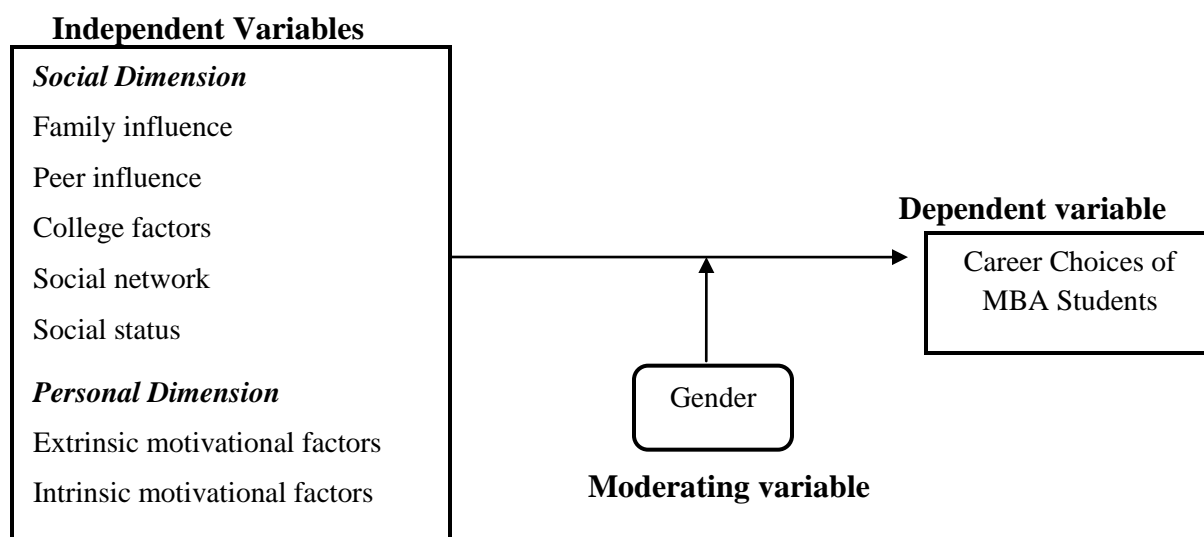 Independent Variables
Social Dimension
Family influence
Peer influence
College factors
Social network
Social status
Personal Dimension
Extrinsic motivational factors
Intrinsic motivational factors
Dependent variable
Career Choices of
MBA Students
Gender
Moderating variable